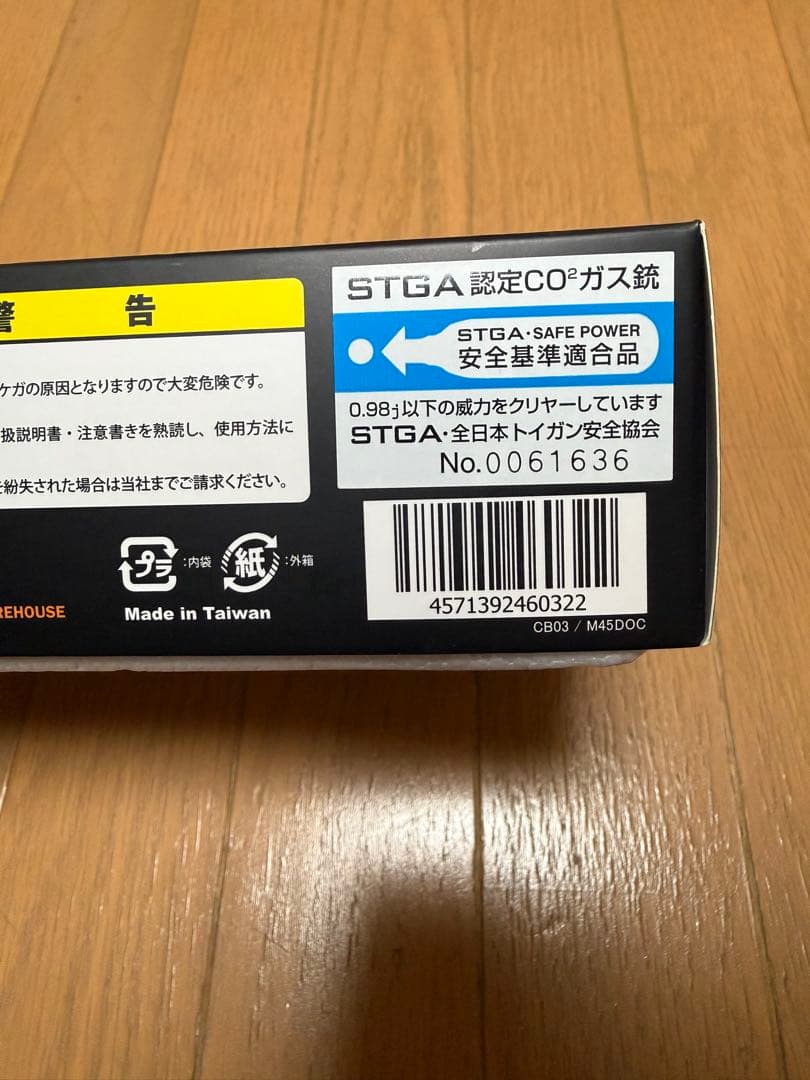 警 告
ケガの原因となりますので大変危険です。
扱説明書・注意書きを熟読し、使用方法に
を紛失された場合は当社までご請求ください。
プラ :内袋 紙 :外箱
REHOUSE
Made in Taiwan
STGA 認定CO²ガス銃
STGA・SAFE POWER
安全基準適合品
0.98j以下の威力をクリヤーしています
STGA・全日本トイガン安全協会
No.0061636
4571392460322
CB03 / M45DOC